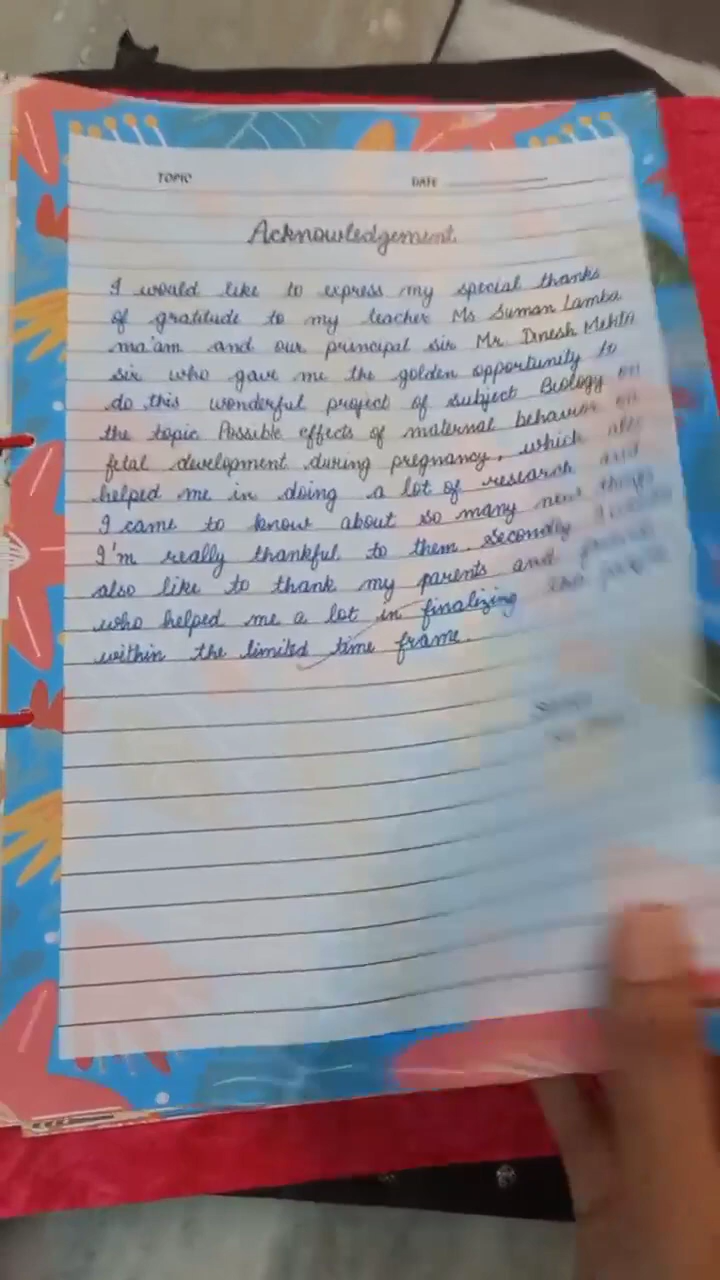 TOPIC DATE
Acknowledgement
I would like to express my special thanks
of gratitude to my teacher Ms Suman Lamba
ma'am and our principal sir Mr. Dinesh Mehta
sir who gave me the golden opportunity to
do this wonderful project of subject Biology on
the topic Possible effects of maternal behavior on
fetal development during pregnancy, which also
helped me in doing a lot of research and
I came to know about so many new things
I'm really thankful to them. Secondly I would
also like to thank my parents and friends
who helped me a lot in finalizing this project
within the limited time frame.